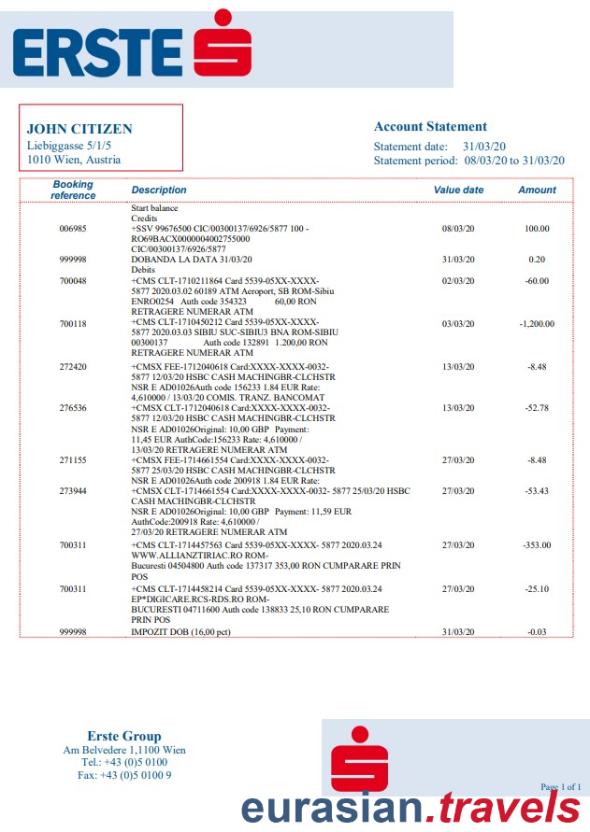 ERSTE
JOHN CITIZEN
Liebiggasse 5/1/5
1010 Wien, Austria
Account Statement
Statement date: 31/03/20
Statement period: 08/03/20 to 31/03/20
Booking reference Description Value date Amount
Start balance
Credits
006985 +SSV 99676500 CIC/00300137/6926/5877 100 - 08/03/20 100.00
RO69BACX0000004002755000
CIC/00300137/6926/5877
999998 DOBANDA LA DATA 31/03/20 31/03/20 0.20
Debits
700048 +CMS CLT-1710211864 Card 5539-05XX-XXXX- 02/03/20 -60.00
5877 2020.03.02 60189 ATM Aeroport, SB ROM-Sibiu
ENRO0254 Auth code 354323 60,00 RON
RETRAGERE NUMERAR ATM
700118 +CMS CLT-1710450212 Card 5539-05XX-XXXX- 03/03/20 -1,200.00
5877 2020.03.03 SIBIU SUC-SIBIU3 BNA ROM-SIBIU
00300137 Auth code 132891 1.200,00 RON
RETRAGERE NUMERAR ATM
272420 +CMSX FEE-1712040618 Card:XXXX-XXXX-0032- 13/03/20 -8.48
5877 12/03/20 HSBC CASH MACHINGBR-CLCHSTR
NSR E AD01026Auth code 156233 1.84 EUR Rate:
4,610000 / 13/03/20 COMIS. TRANZ. BANCOMAT
276536 +CMSX CLT-1712040618 Card:XXXX-XXXX-0032- 13/03/20 -52.78
5877 12/03/20 HSBC CASH MACHINGBR-CLCHSTR
NSR E AD01026Original: 10,00 GBP Payment:
11,45 EUR AuthCode:156233 Rate: 4,610000 /
13/03/20 RETRAGERE NUMERAR ATM
271155 +CMSX FEE-1714661554 Card:XXXX-XXXX-0032- 27/03/20 -8.48
5877 25/03/20 HSBC CASH MACHINGBR-CLCHSTR
NSR E AD01026Auth code 200918 1.84 EUR Rate:
273944 +CMSX CLT-1714661554 Card:XXXX-XXXX-0032- 5877 25/03/20 HSBC 27/03/20 -53.43
CASH MACHINGBR-CLCHSTR
NSR E AD01026Original: 10,00 GBP Payment: 11,59 EUR
AuthCode:200918 Rate: 4,610000 /
27/03/20 RETRAGERE NUMERAR ATM
700311 +CMS CLT-1714457563 Card 5539-05XX-XXXX- 5877 2020.03.24 27/03/20 -353.00
WWW.ALLIANZTIRIAC.RO ROM-
Bucuresti 04504800 Auth code 137317 353,00 RON CUMPARARE PRIN
POS
700311 +CMS CLT-1714458214 Card 5539-05XX-XXXX- 5877 2020.03.24 27/03/20 -25.10
EP*DIGICARE.RCS-RDS.RO ROM-
BUCURESTI 04711600 Auth code 138833 25,10 RON CUMPARARE
PRIN POS
999998 IMPOZIT DOB (16,00 pct) 31/03/20 -0.03
Erste Group
Am Belvedere 1,1100 Wien
Tel.: +43 (0)5 0100
Fax: +43 (0)5 0100 9
Page 1 of 1
eurasian.travels